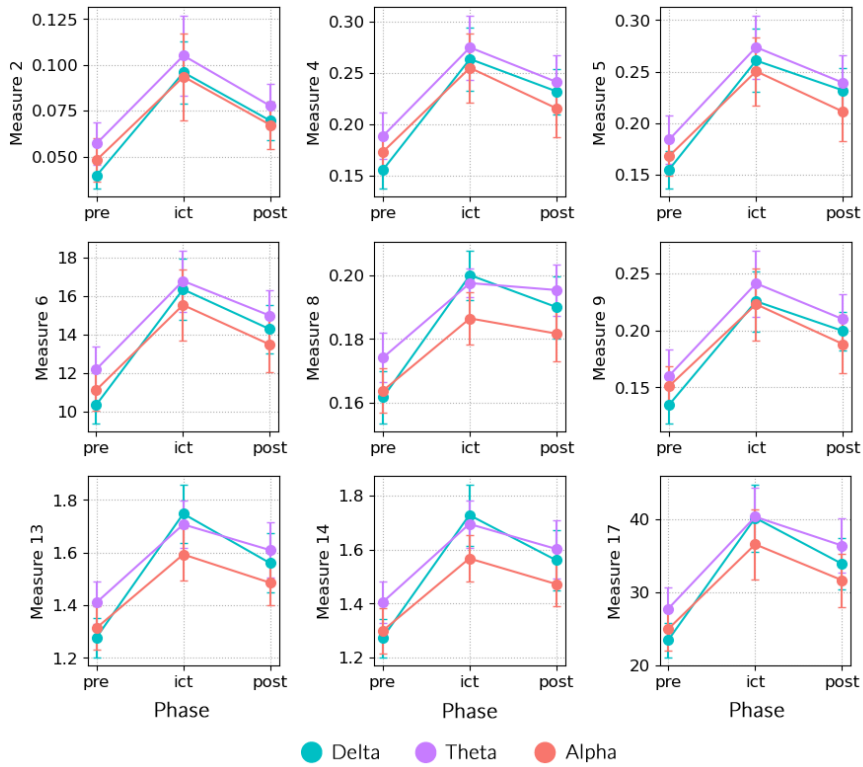 Measure 2
0.125
0.100
0.075
0.050
pre ict post
Measure 4
0.30
0.25
0.20
0.15
pre ict post
Measure 5
0.30
0.25
0.20
0.15
pre ict post
Measure 6
18
16
14
12
10
pre ict post
Measure 8
0.20
0.18
0.16
pre ict post
Measure 9
0.25
0.20
0.15
pre ict post
Measure 13
1.8
1.6
1.4
1.2
pre ict post
Phase
Measure 14
1.8
1.6
1.4
1.2
pre ict post
Phase
Measure 17
40
30
20
pre ict post
Phase
Delta Theta Alpha